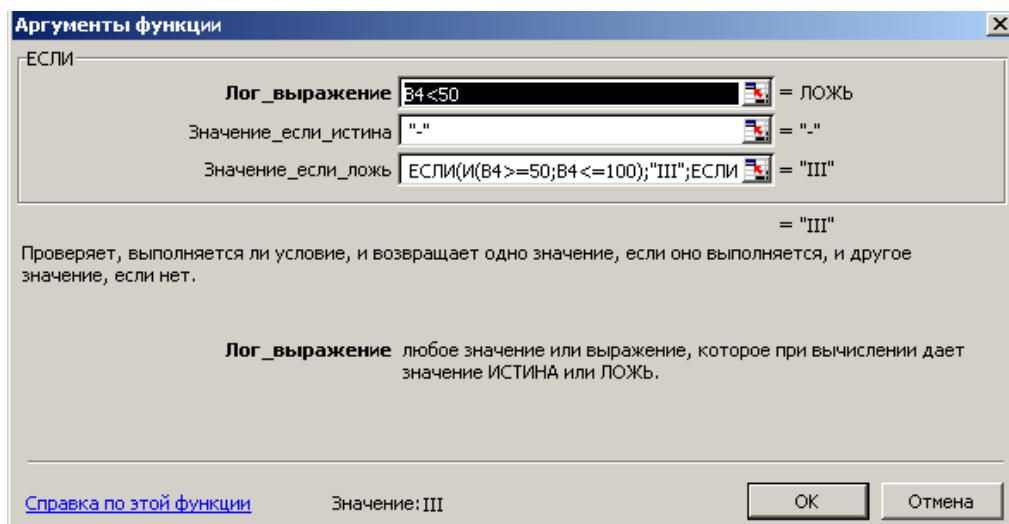 Аргументы функции
ЕСЛИ
Лог_выражение B4<50 = ЛОЖЬ
Значение_если_истина "-" = "-"
Значение_если_ложь ЕСЛИ(И(B4>=50;B4<=100);"III";ЕСЛИ = "III"
= "III"
Проверяет, выполняется ли условие, и возвращает одно значение, если оно выполняется, и другое
значение, если нет.
Лог_выражение любое значение или выражение, которое при вычислении дает
значение ИСТИНА или ЛОЖЬ.
Справка по этой функции Значение:III ОК Отмена